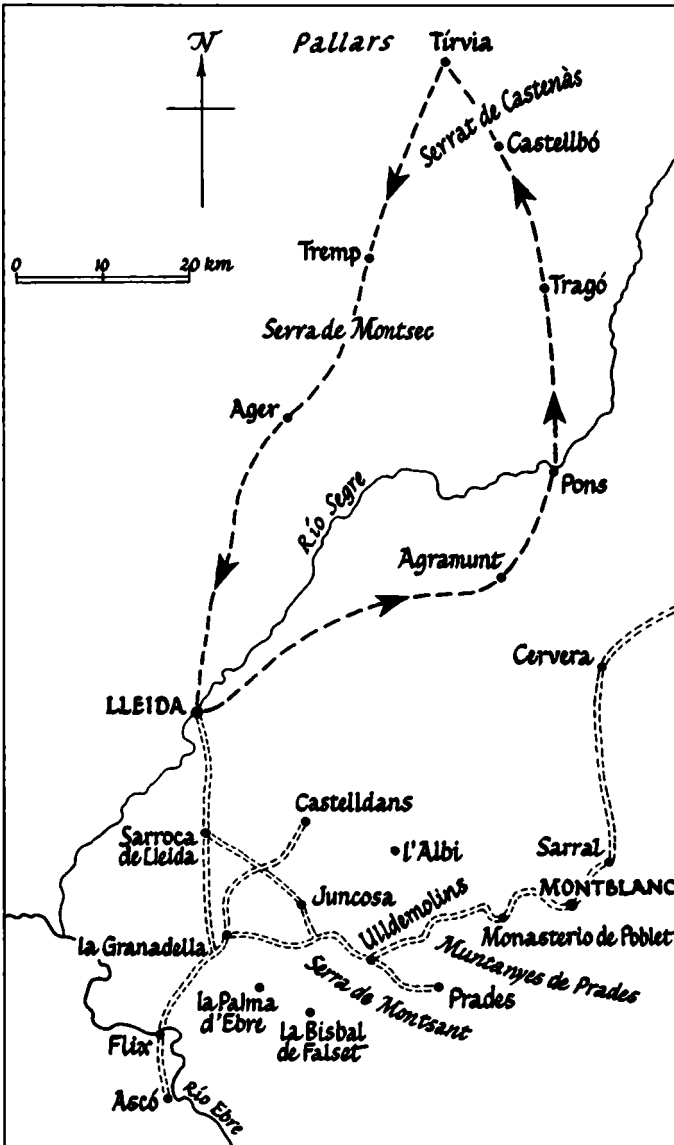 N
Pallars
Tírvia
Serrat de Castenàs
Castellbó
Tremp
0 10 20 km
Tragó
Serra de Montsec
Ager
Pons
Río Segre
Agramunt
Cervera
LLEIDA
Castelldans
Sarroca
de Lleida
l'Albi
Sarral
Juncosa
Ulldemolins
MONTBLANC
la Granadella
Monasterio de Poblet
Muntanyes de Prades
Serra de Montsant
Prades
la Palma
d'Ebre
la Bisbal
de Falset
Flix
Ascó
Río Ebre